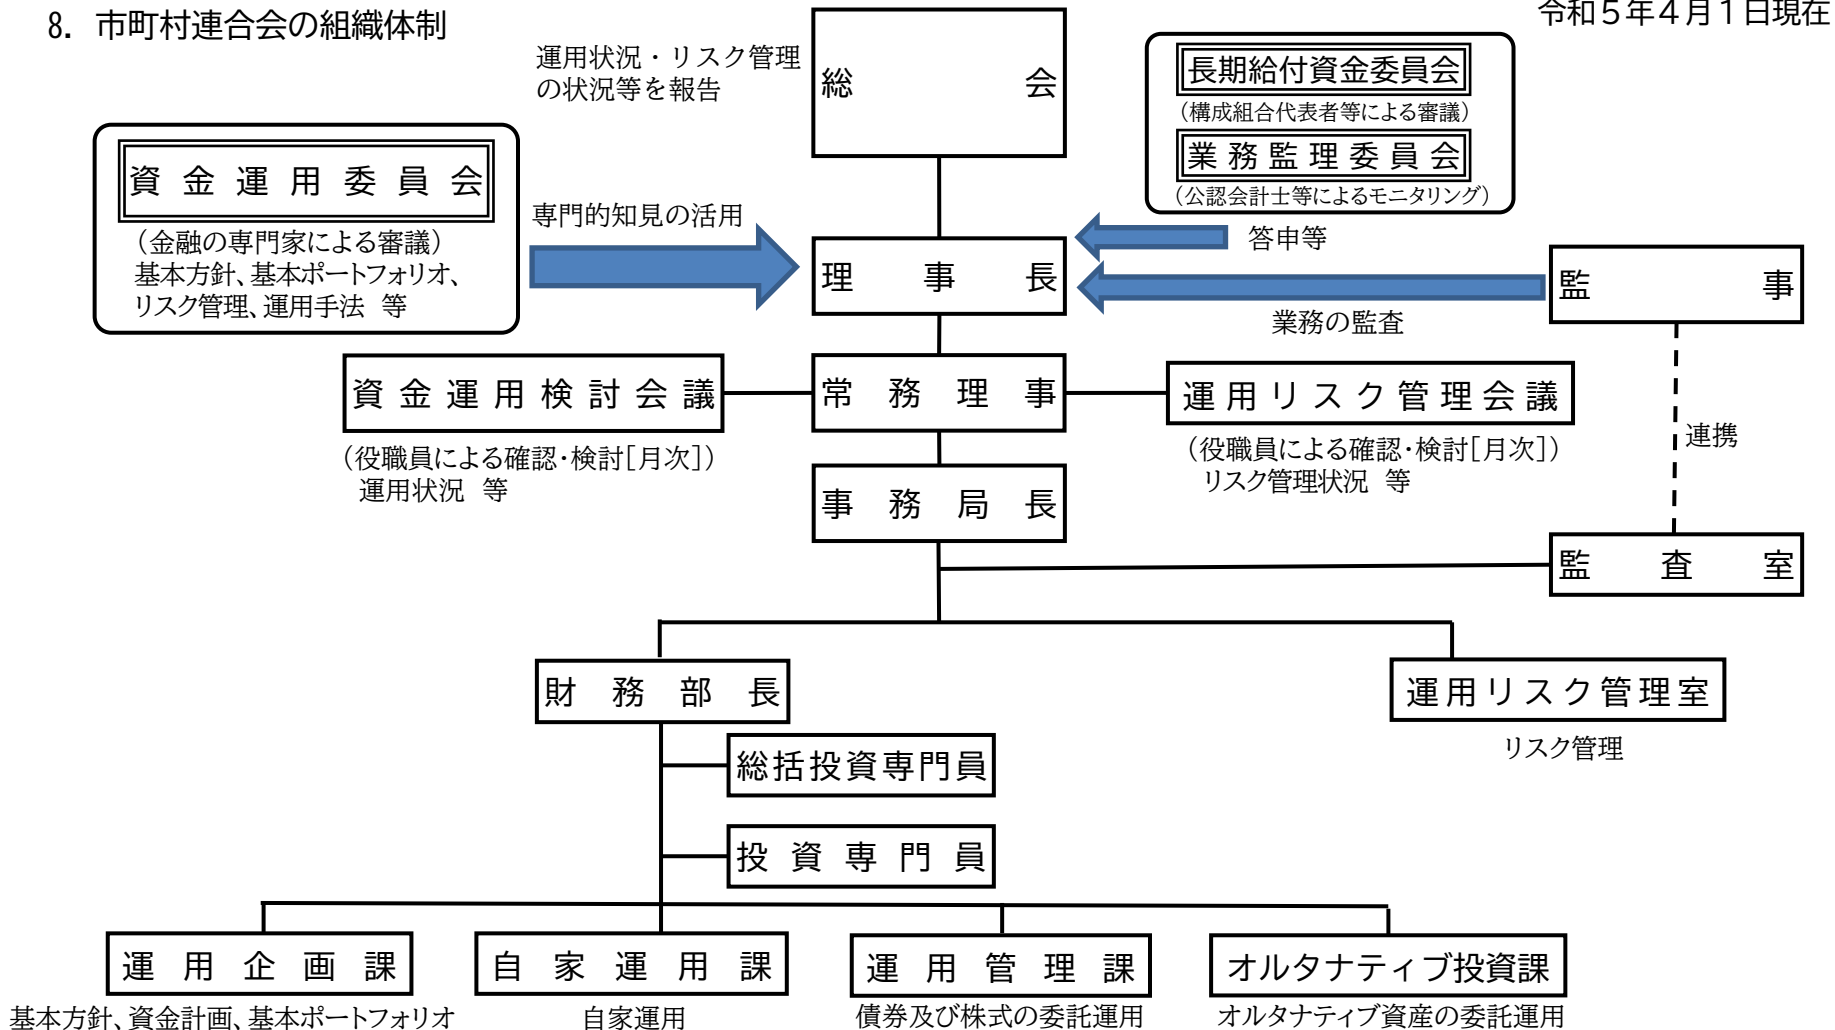 8．市町村連合会の組織体制
令和５年４月１日現在
運用状況・リスク管理
の状況等を報告
総会
長期給付資金委員会
（構成組合代表者等による審議）
業務監理委員会
（公認会計士等によるモニタリング）
資金運用委員会
（金融の専門家による審議）
基本方針、基本ポートフォリオ、
リスク管理、運用手法　等
専門的知見の活用
答申等
理事長
監事
業務の監査
資金運用検討会議
常務理事
運用リスク管理会議
（役職員による確認・検討［月次］）
運用状況　等
（役職員による確認・検討［月次］）
リスク管理状況　等
連携
事務局長
監査室
財務部長
運用リスク管理室
リスク管理
総括投資専門員
投資専門員
運用企画課
自家運用課
運用管理課
オルタナティブ投資課
基本方針、資金計画、基本ポートフォリオ
自家運用
債券及び株式の委託運用
オルタナティブ資産の委託運用